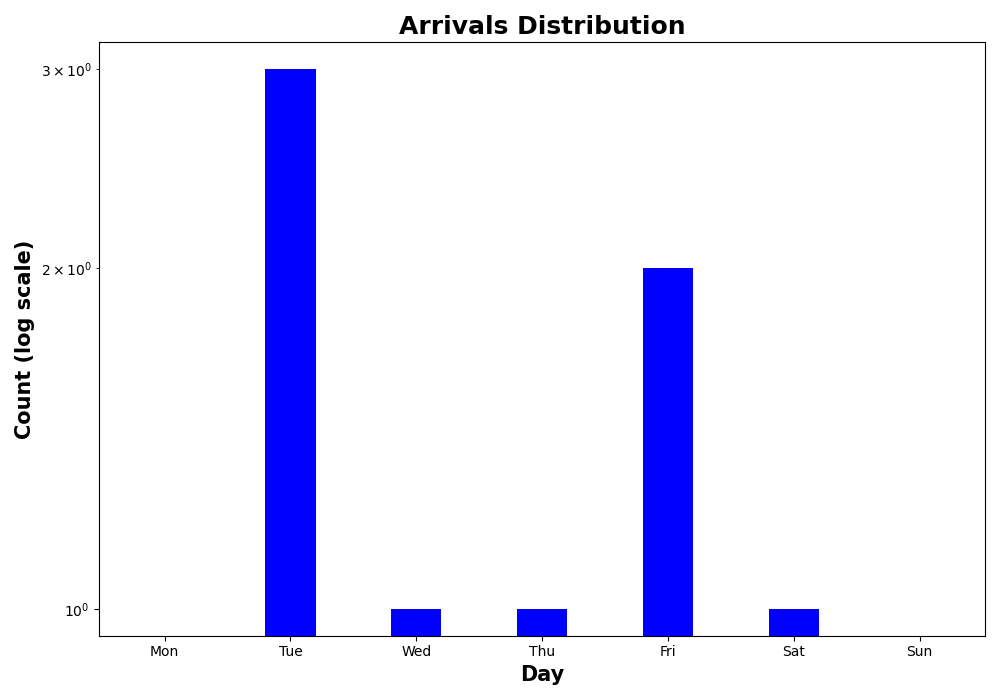 Arrivals Distribution
Count (log scale)
3 × 10⁰
2 × 10⁰
10⁰
Mon Tue Wed Thu Fri Sat Sun
Day